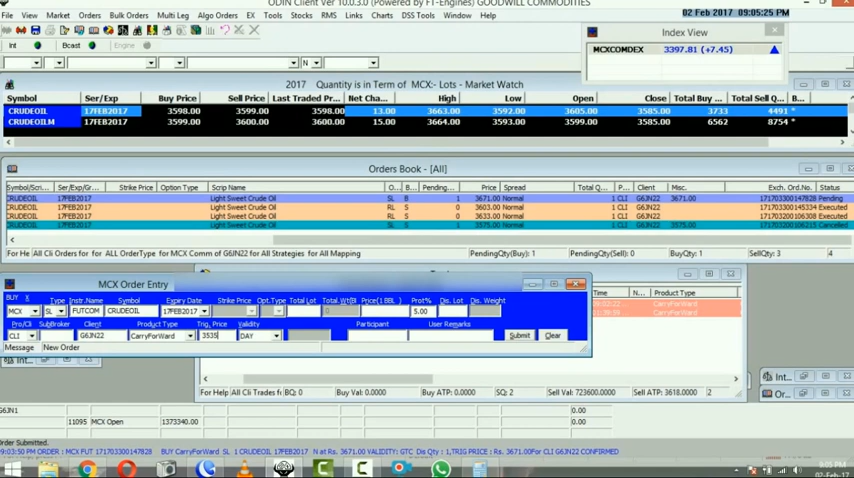 ODIN Client Ver 10.0.3.0 (Powered by FT-Engines) GOODWILL COMMODITIES
File View Market Orders Bulk Orders Multi Leg Algo Orders EX Tools Stocks RMS Links Charts DSS Tools Window Help
02 Feb 2017 09:05:25 PM
Int Bcast Engine
Index View
MCXCOMDEX 3397.81 (+7.45)
N
2017 Quantity is in Term of MCX:- Lots - Market Watch
Symbol Ser/Exp Buy Price Sell Price Last Traded Pr... Net Cha... High Low Open Close Total Buy ... Total Sell Q... B...
CRUDEOIL 17FEB2017 3598.00 3599.00 3598.00 13.00 3663.00 3592.00 3605.00 3585.00 3733 4491 *
CRUDEOILM 17FEB2017 3599.00 3600.00 3600.00 15.00 3664.00 3593.00 3599.00 3585.00 6562 8754 *
Orders Book - [All]
Symbol/Scri... Ser/Exp/Gr... Strike Price Option Type Scrip Name O... B... Pending... Price Spread Total Q... P... Client Misc. Exch. Ord.No. Status
CRUDEOIL 17FEB2017 Light Sweet Crude Oil SL B 1 3671.00 Normal 1 CLI G6JN22 3671.00 171703300147828 Pending
CRUDEOIL 17FEB2017 Light Sweet Crude Oil RL S 0 3603.00 Normal 1 CLI G6JN22 171703300145334 Executed
CRUDEOIL 17FEB2017 Light Sweet Crude Oil RL S 0 3633.00 Normal 1 CLI G6JN22 171703300106308 Executed
CRUDEOIL 17FEB2017 Light Sweet Crude Oil SL B 1 3575.00 Normal 1 CLI G6JN22 3575.00 171703300106215 Cancelled
For He All Cli Orders for for ALL OrderType for MCX Comm of G6JN22 for All Strategies for All Mapping PendingQty(Buy): 1 PendingQty(Sell): 0 BuyQty: 1 SellQty: 3 4
MCX Order Entry
BUY Type Instr.Name Symbol Expiry Date Strike Price Opt.Type Total Lot Prot% Dis. Lot Dis. Weight
MCX SL FUTCOM CRUDEOIL 17FEB2017 0 5.00
Pro/Cli SubBroker Client Product Type Trig. Price Validity Participant User Remarks
CLI G6JN22 CarryForWard 3535 DAY Submit Clear
Message New Order
Time N... Product Type
CarryForWard
CarryForWard
For Help All Cli Trades fo BQ: 0 Buy Val: 0.0000 Buy ATP: 0.0000 SQ: 2 Sell Val: 723600.0000 Sell ATP: 3618.0000 2
Int... Int...
Or...
G6JN1 0.00
11095 MCX Open 1373340.00 0.00
0.00
Order Submitted.
09:03:50 PM ORDER : MCX FUT 171703300147828 BUY CarryForWard SL 1 CRUDEOIL 17FEB2017 N at Rs. 3671.00 VALIDITY: GTC Dis Qty : 1,TRIG PRICE : Rs. 3671.00For CLI G6JN22 CONFIRMED
02-Feb-17